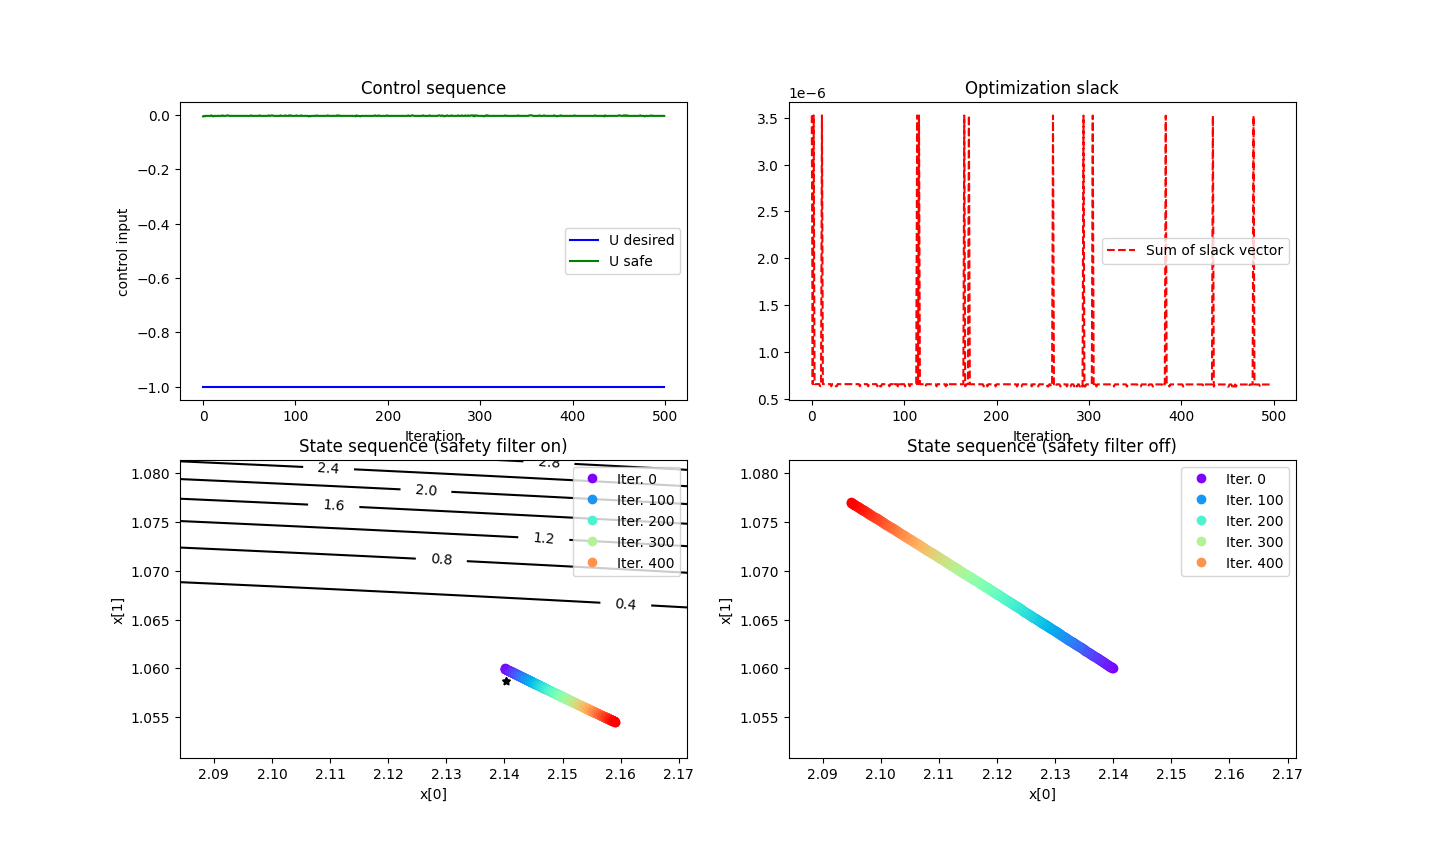 Control sequence
control input
0.0
−0.2
−0.4
−0.6
−0.8
−1.0
U desired
U safe
0 100 200 300 400 500
Iteration
Optimization slack
1e−6
3.5
3.0
2.5
2.0
1.5
1.0
0.5
Sum of slack vector
0 100 200 300 400 500
Iteration
State sequence (safety filter on)
x[1]
1.080
1.075
1.070
1.065
1.060
1.055
2.4
2.8
2.0
1.6
1.2
0.8
0.4
Iter. 0
Iter. 100
Iter. 200
Iter. 300
Iter. 400
2.09 2.10 2.11 2.12 2.13 2.14 2.15 2.16 2.17
x[0]
State sequence (safety filter off)
x[1]
1.080
1.075
1.070
1.065
1.060
1.055
Iter. 0
Iter. 100
Iter. 200
Iter. 300
Iter. 400
2.09 2.10 2.11 2.12 2.13 2.14 2.15 2.16 2.17
x[0]